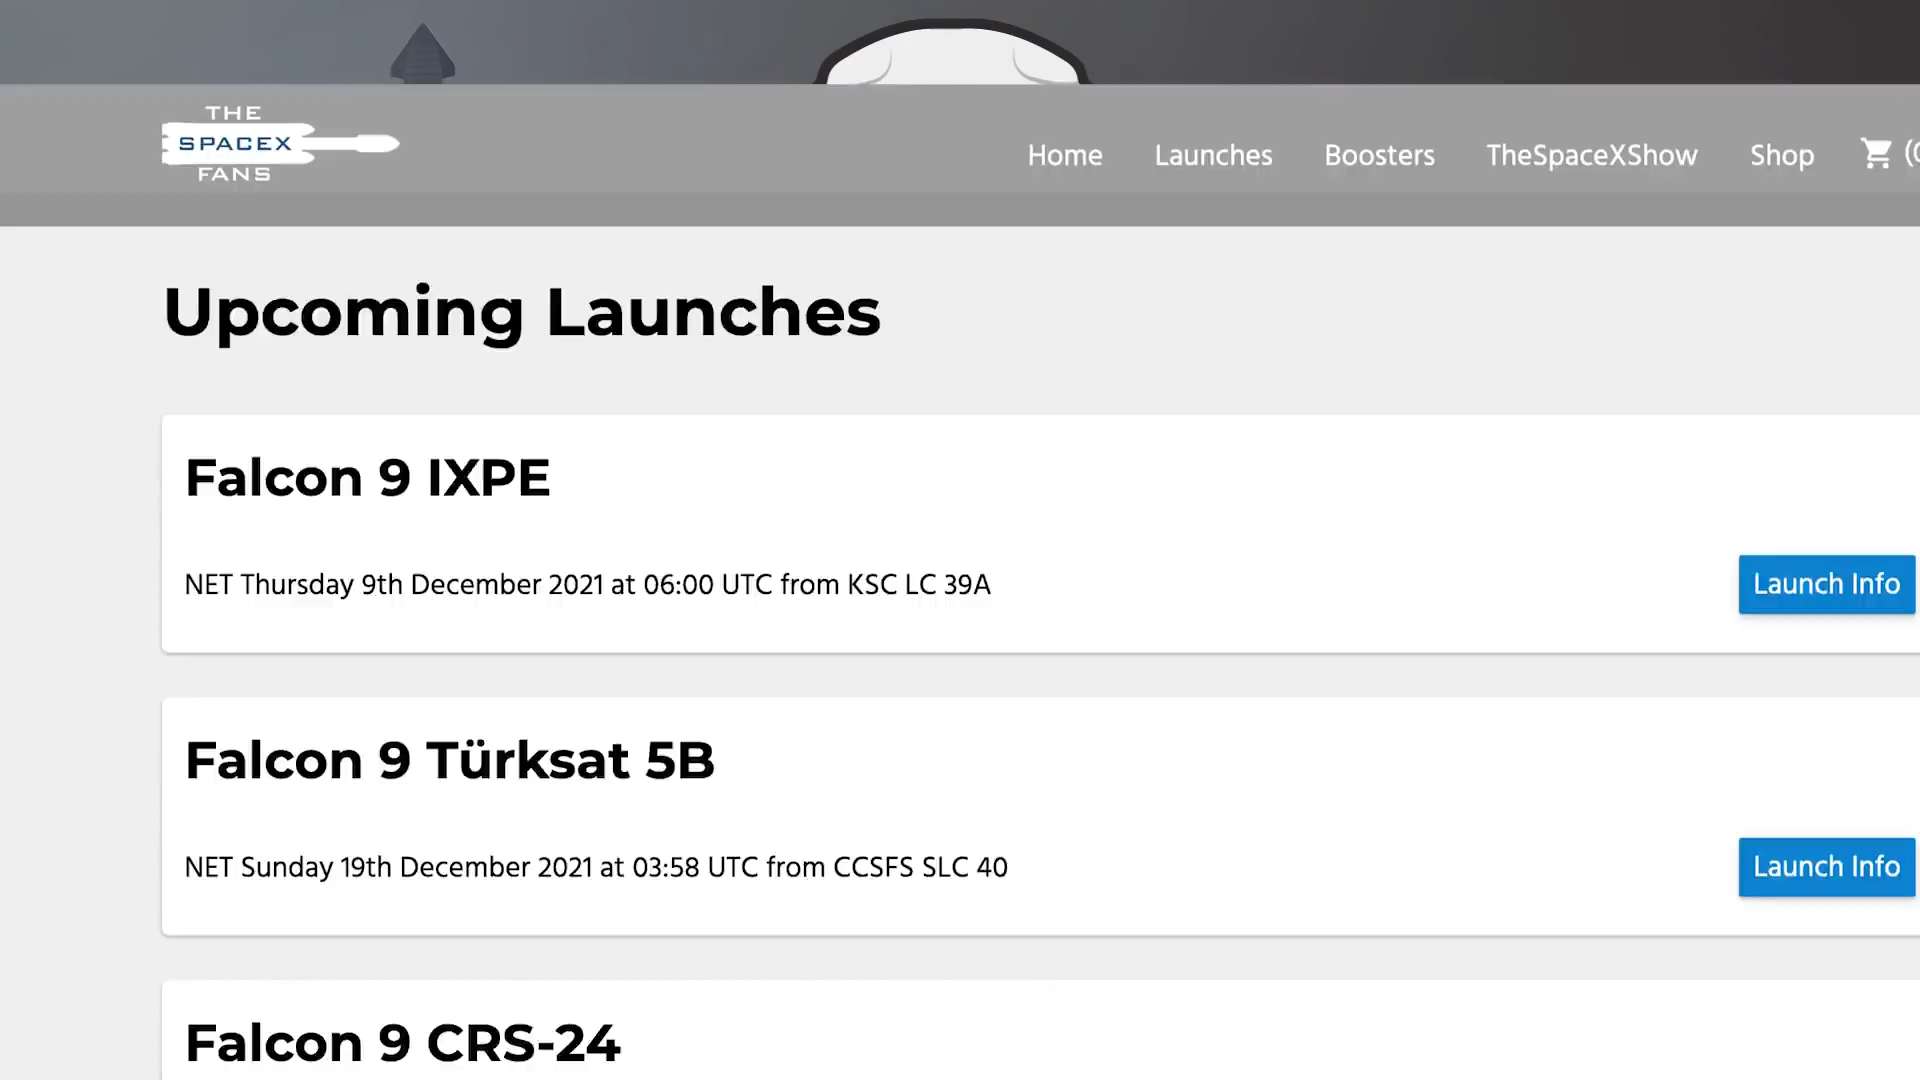 THE
SPACEX
FANS
Home Launches Boosters TheSpaceXShow Shop
Upcoming Launches
Falcon 9 IXPE
NET Thursday 9th December 2021 at 06:00 UTC from KSC LC 39A
Launch Info
Falcon 9 Türksat 5B
NET Sunday 19th December 2021 at 03:58 UTC from CCSFS SLC 40
Launch Info
Falcon 9 CRS-24